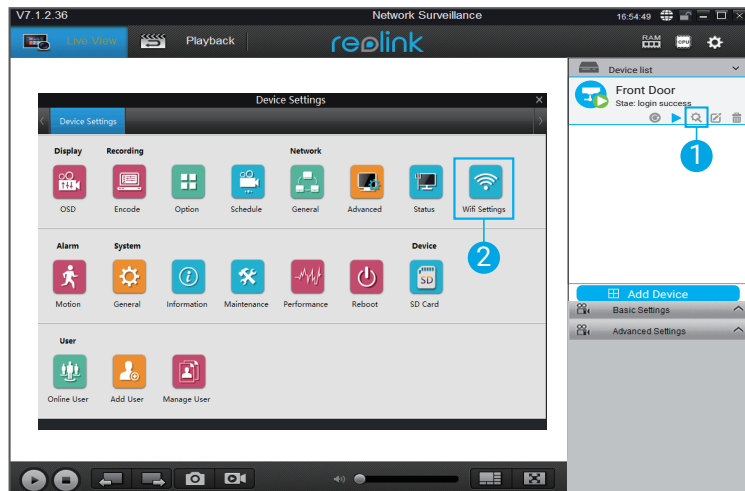 V7.1.2.36
Network Surveillance
16:54:49
Live View
Playback
reolink
RAM
CPU
Device list
Front Door
Stae: login success
1
Device Settings
Device Settings
Display
Recording
Network
OSD
Encode
Option
Schedule
General
Advanced
Status
Wifi Settings
2
Alarm
System
Device
SD
Motion
General
Information
Maintenance
Performance
Reboot
SD Card
User
Online User
Add User
Manage User
Add Device
Basic Settings
Advanced Settings